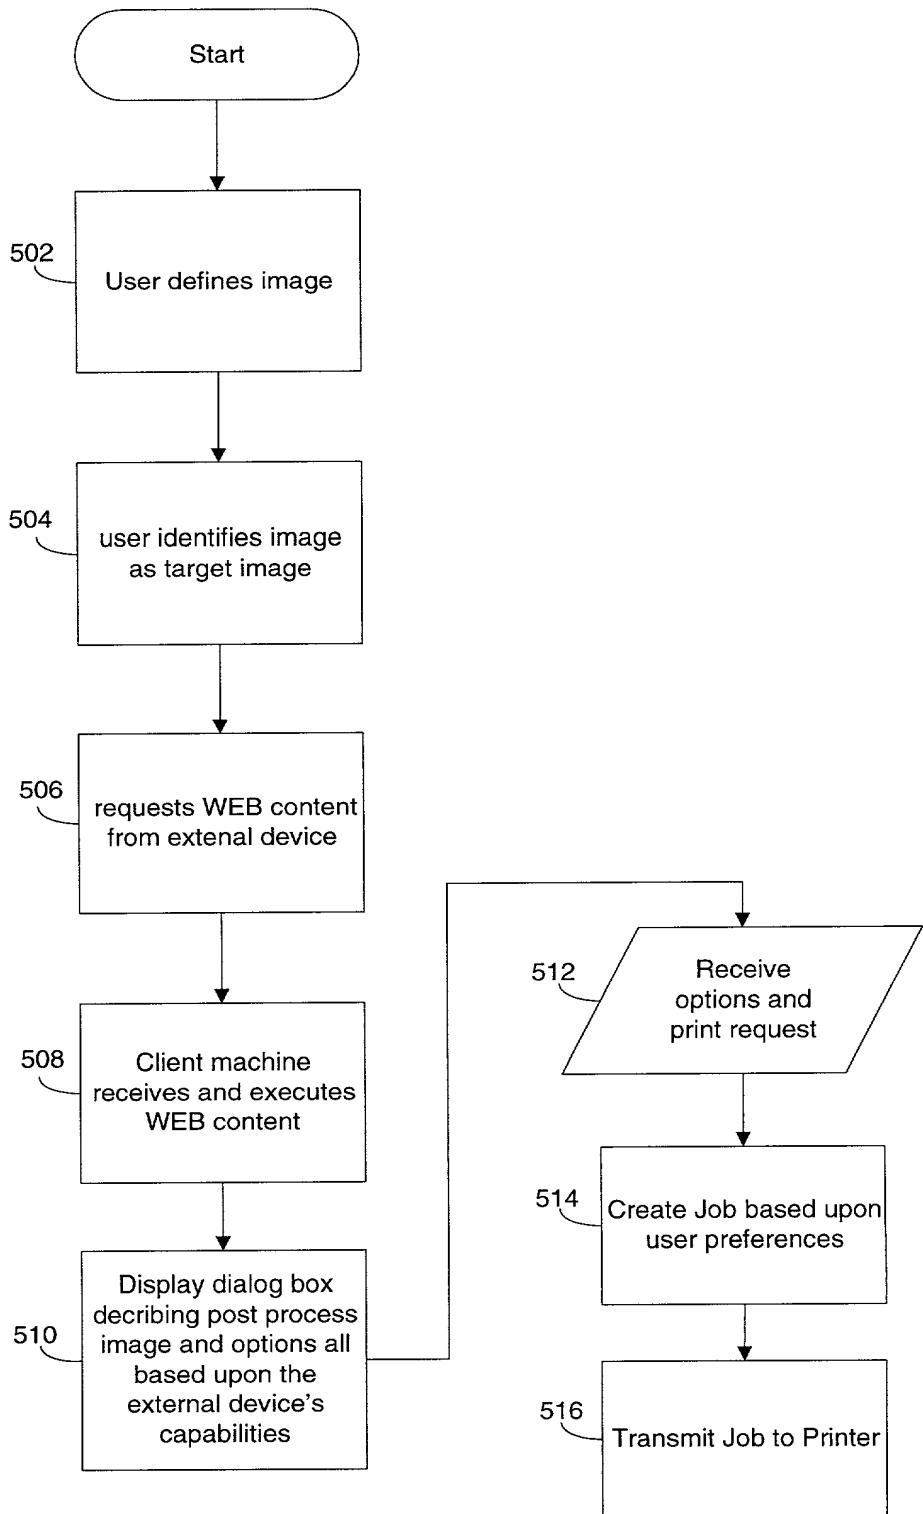 Start
502
User defines image
504
user identifies image
as target image
506
requests WEB content
from extenal device
508
Client machine
receives and executes
WEB content
510
Display dialog box
decribing post process
image and options all
based upon the
external device's
capabilities
512
Receive
options and
print request
514
Create Job based upon
user preferences
516
Transmit Job to Printer